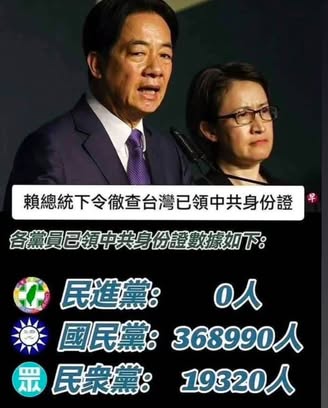 賴總統下令徹查台灣已領中共身份證
早
各黨員已領中共身份證數據如下:
民進黨: 0人
國民黨: 368990人
眾 民眾黨: 19320人